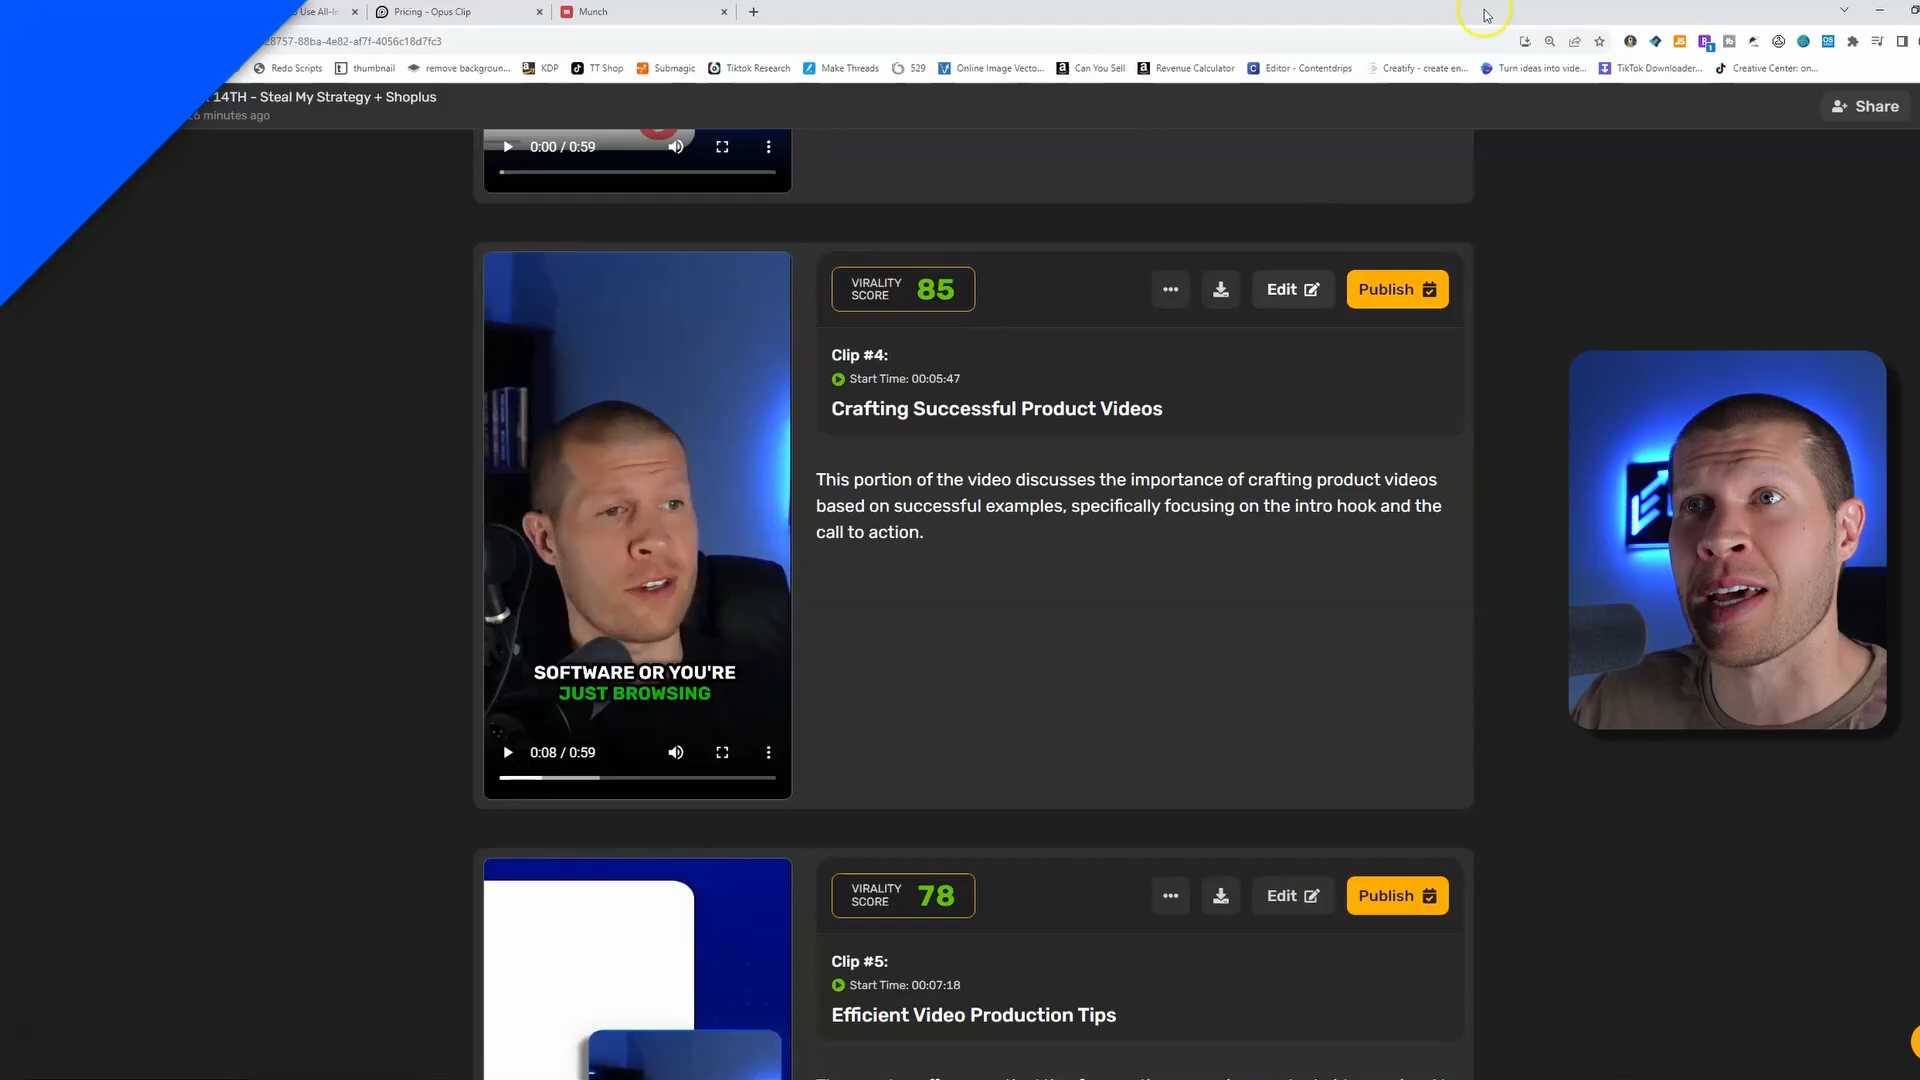 Use All-In
Pricing - Opus Clip
Munch
28757-88ba-4e82-af7f-4056c18d7fc3
Redo Scripts
thumbnail
remove backgroun...
KDP
TT Shop
Submagic
Tiktok Research
Make Threads
529
Online Image Vecto...
Can You Sell
Revenue Calculator
Editor - Contentdrips
Creatify - create en...
Turn ideas into vide...
TikTok Downloader...
Creative Center: on...
14TH - Steal My Strategy + Shoplus
26 minutes ago
Share
0:00 / 0:59
VIRALITY
SCORE
85
Edit
Publish
Clip #4:
Start Time: 00:05:47
Crafting Successful Product Videos
This portion of the video discusses the importance of crafting product videos
based on successful examples, specifically focusing on the intro hook and the
call to action.
SOFTWARE OR YOU'RE
JUST BROWSING
0:08 / 0:59
VIRALITY
SCORE
78
Edit
Publish
Clip #5:
Start Time: 00:07:18
Efficient Video Production Tips